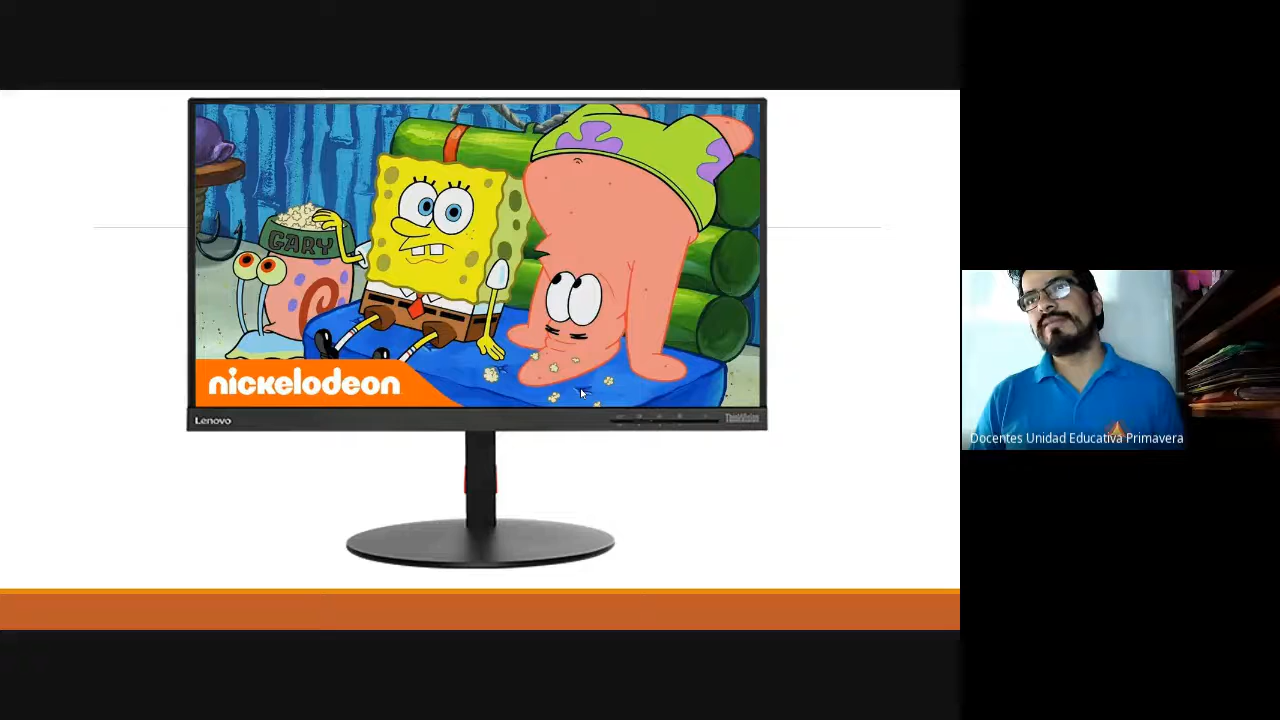 GARY
nickelodeon
Lenovo
ThinkVision
Docentes Unidad Educativa Primavera